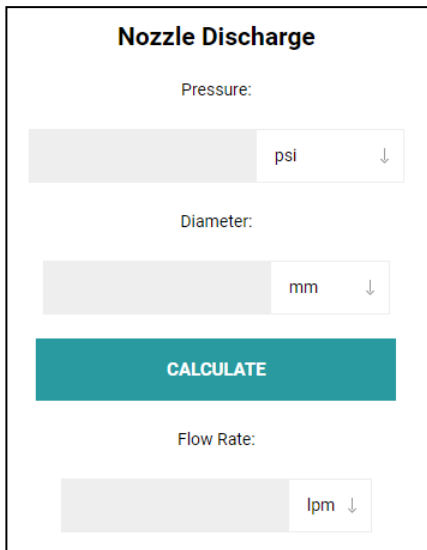 Nozzle Discharge
Pressure:
psi
Diameter:
mm
CALCULATE
Flow Rate:
lpm